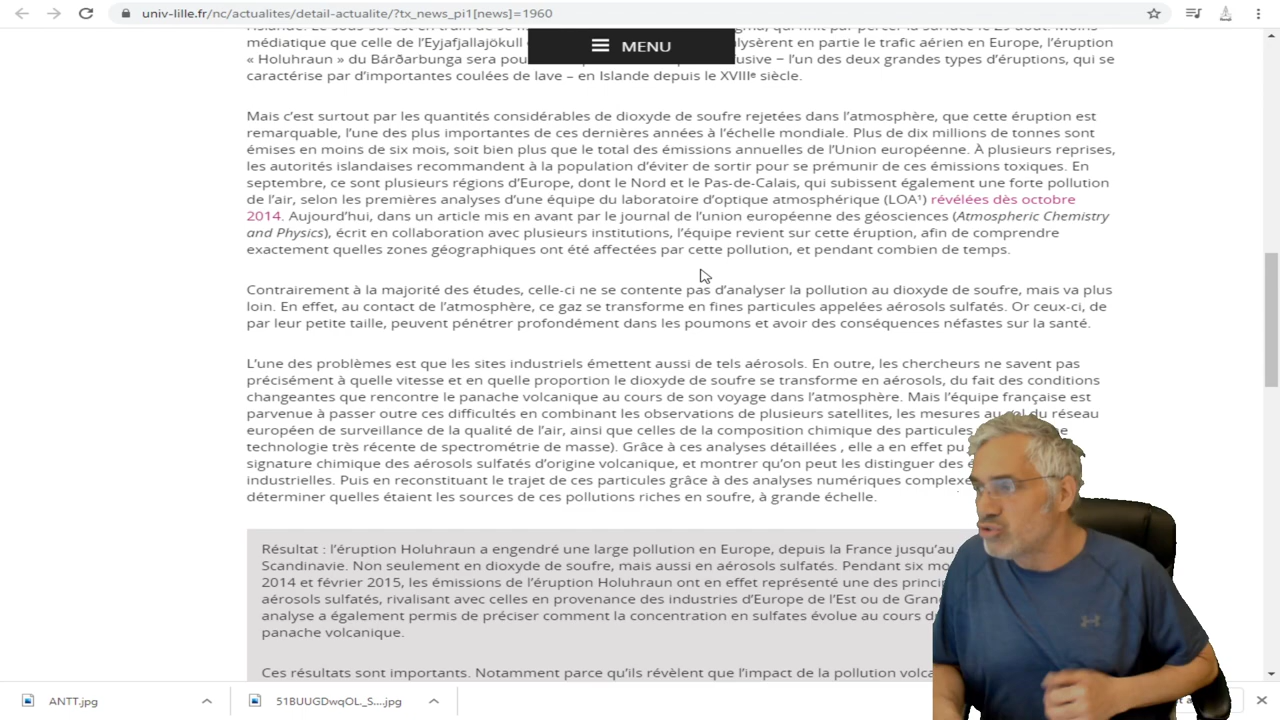 univ-lille.fr/nc/actualites/detail-actualite/?tx_news_pi1[news]=1960
MENU
médiatique que celle de l'Eyjafjallajökull
lysèrent en partie le trafic aérien en Europe, l'éruption
« Holuhraun » du Bárðarbunga sera pou
usive − l'un des deux grandes types d'éruptions, qui se
caractérise par d'importantes coulées de lave – en Islande depuis le XVIIIᵉ siècle.
Mais c'est surtout par les quantités considérables de dioxyde de soufre rejetées dans l'atmosphère, que cette éruption est
remarquable, l'une des plus importantes de ces dernières années à l'échelle mondiale. Plus de dix millions de tonnes sont
émises en moins de six mois, soit bien plus que le total des émissions annuelles de l'Union européenne. À plusieurs reprises,
les autorités islandaises recommandent à la population d'éviter de sortir pour se prémunir de ces émissions toxiques. En
septembre, ce sont plusieurs régions d'Europe, dont le Nord et le Pas-de-Calais, qui subissent également une forte pollution
de l'air, selon les premières analyses d'une équipe du laboratoire d'optique atmosphérique (LOA¹) révélées dès octobre
2014. Aujourd'hui, dans un article mis en avant par le journal de l'union européenne des géosciences (Atmospheric Chemistry
and Physics), écrit en collaboration avec plusieurs institutions, l'équipe revient sur cette éruption, afin de comprendre
exactement quelles zones géographiques ont été affectées par cette pollution, et pendant combien de temps.
Contrairement à la majorité des études, celle-ci ne se contente pas d'analyser la pollution au dioxyde de soufre, mais va plus
loin. En effet, au contact de l'atmosphère, ce gaz se transforme en fines particules appelées aérosols sulfatés. Or ceux-ci, de
par leur petite taille, peuvent pénétrer profondément dans les poumons et avoir des conséquences néfastes sur la santé.
L'une des problèmes est que les sites industriels émettent aussi de tels aérosols. En outre, les chercheurs ne savent pas
précisément à quelle vitesse et en quelle proportion le dioxyde de soufre se transforme en aérosols, du fait des conditions
changeantes que rencontre le panache volcanique au cours de son voyage dans l'atmosphère. Mais l'équipe française est
parvenue à passer outre ces difficultés en combinant les observations de plusieurs satellites, les mesures au sol du réseau
européen de surveillance de la qualité de l'air, ainsi que celles de la composition chimique des particules
technologie très récente de spectrométrie de masse). Grâce à ces analyses détaillées , elle a en effet pu
signature chimique des aérosols sulfatés d'origine volcanique, et montrer qu'on peut les distinguer des
industrielles. Puis en reconstituant le trajet de ces particules grâce à des analyses numériques complexe
déterminer quelles étaient les sources de ces pollutions riches en soufre, à grande échelle.
Résultat : l'éruption Holuhraun a engendré une large pollution en Europe, depuis la France jusqu'au
Scandinavie. Non seulement en dioxyde de soufre, mais aussi en aérosols sulfatés. Pendant six mo
2014 et février 2015, les émissions de l'éruption Holuhraun ont en effet représenté une des princip
aérosols sulfatés, rivalisant avec celles en provenance des industries d'Europe de l'Est ou de Gran
analyse a également permis de préciser comment la concentration en sulfates évolue au cours d
panache volcanique.
Ces résultats sont importants. Notamment parce qu'ils révèlent que l'impact de la pollution volca
ANTT.jpg
51BUUGDwqOL._S....jpg